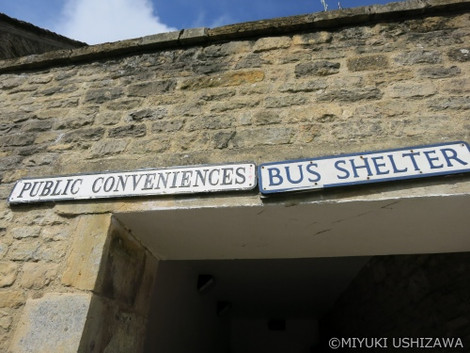 PUBLIC CONVENIENCES
BUS SHELTER
©MIYUKI USHIZAWA